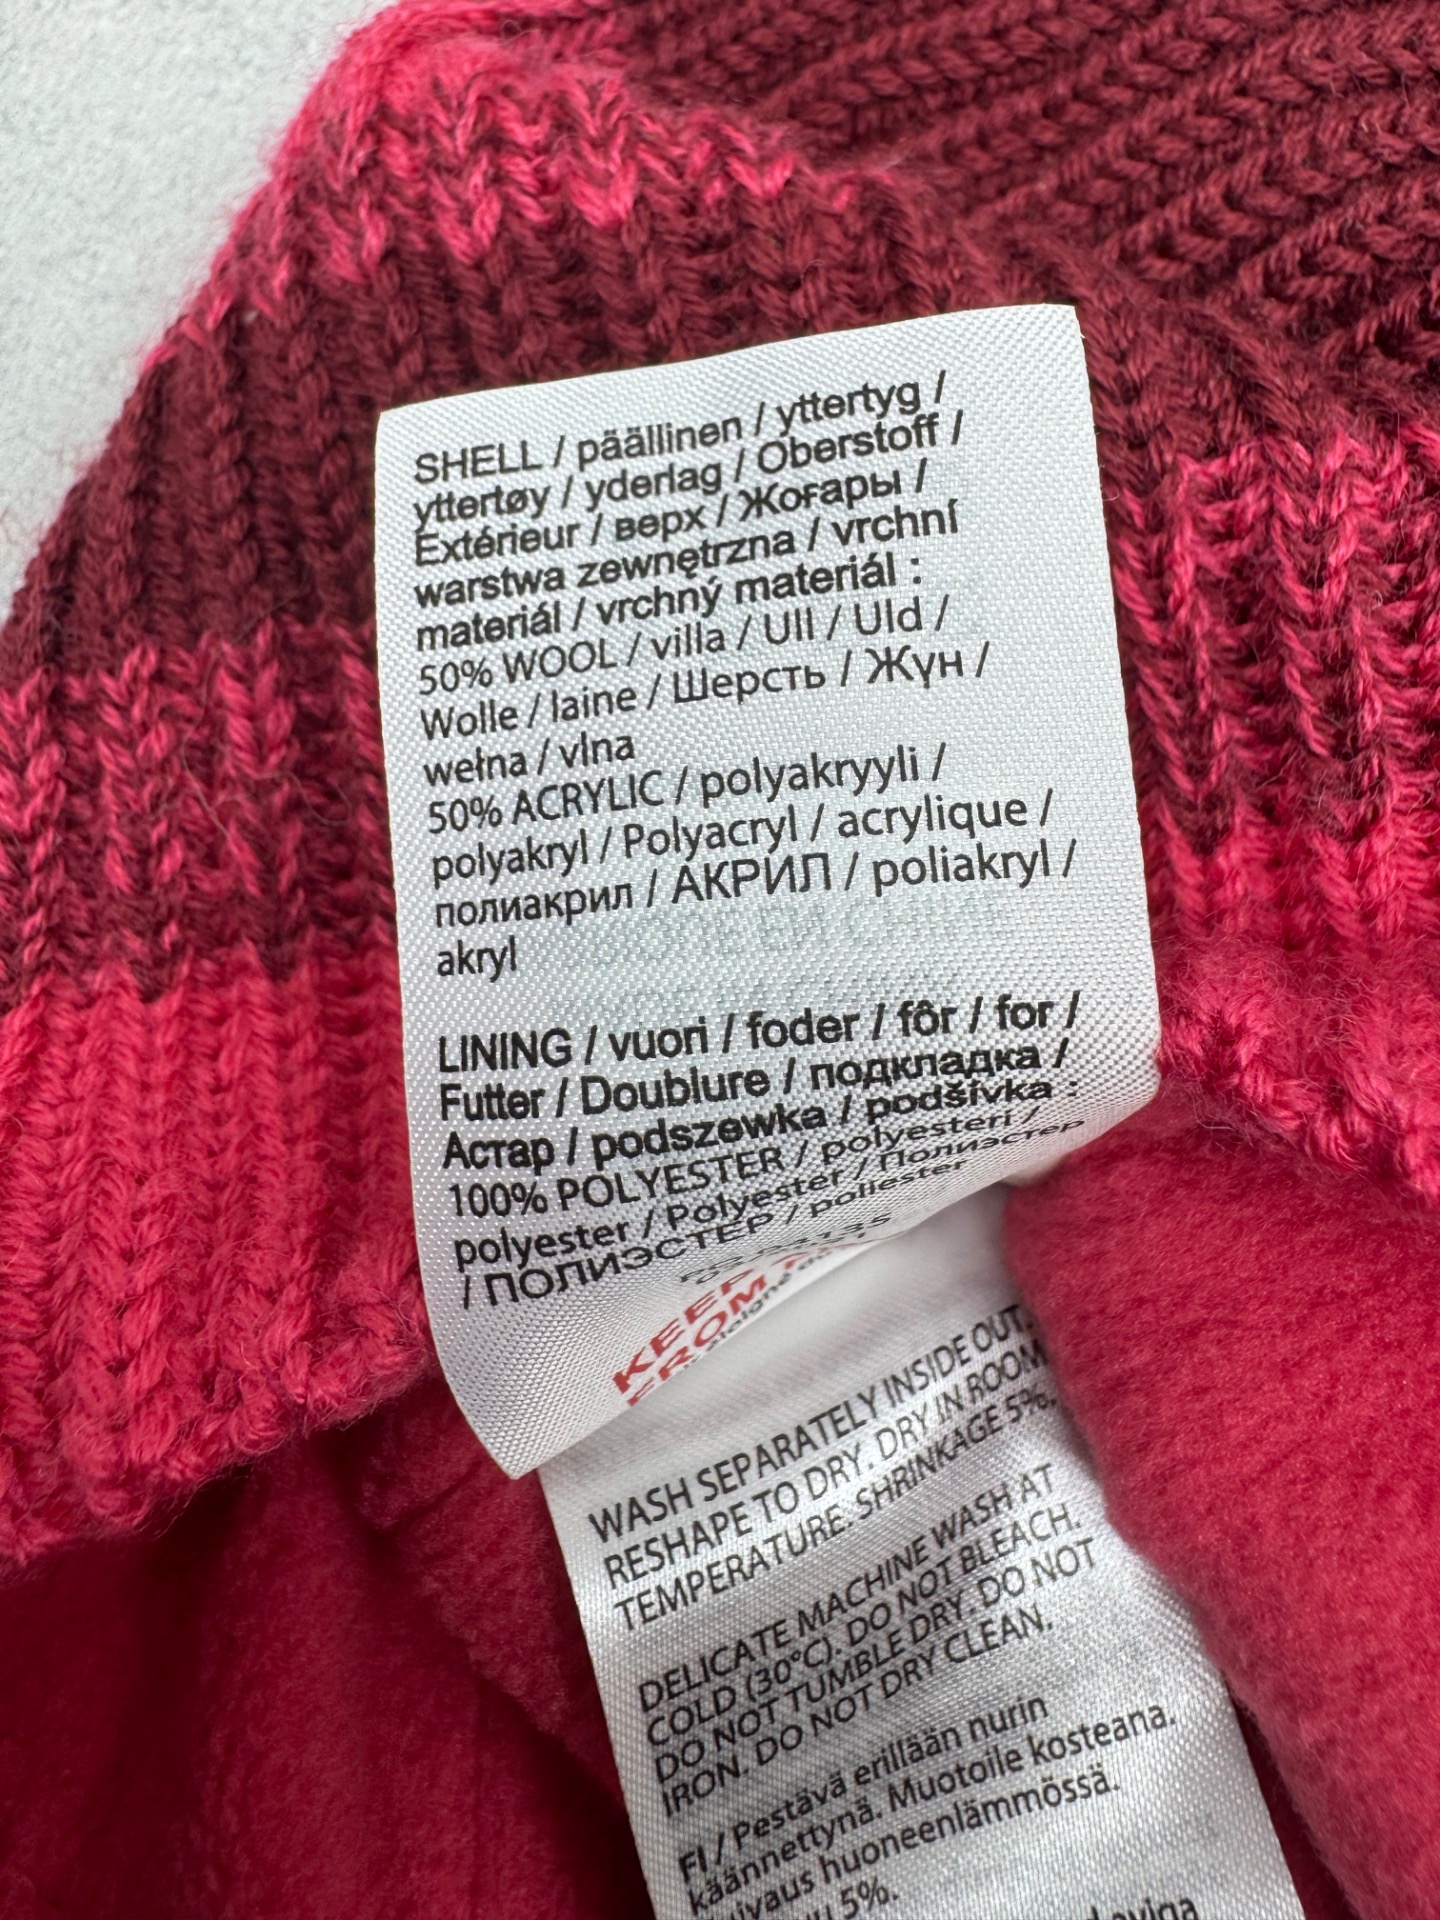 SHELL / päällinen / yttertyg /
yttertøy / yderlag / Oberstoff /
Extérieur / верх / Жоғары /
warstwa zewnętrzna / vrchní
materiál / vrchný materiál :
50% WOOL / villa / Ull / Uld /
Wolle / laine / Шерсть / Жүн /
wełna / vlna
50% ACRYLIC / polyakryyli /
polyakryl / Polyacryl / acrylique /
полиакрил / АКРИЛ / poliakryl /
akryl
LINING / vuori / foder / fôr / for /
Futter / Doublure / подкладка /
Астар / podszewka / podšívka :
100% POLYESTER / polyesteri /
polyester / Polyester / Полиэстер
/ ПОЛИЭСТЕР / poliester
KEEP
FROM
WASH SEPARATELY INSIDE OUT.
RESHAPE TO DRY. DRY IN ROOM
TEMPERATURE. SHRINKAGE 5%.
DELICATE MACHINE WASH AT
COLD (30°C). DO NOT BLEACH.
DO NOT TUMBLE DRY. DO NOT
IRON. DO NOT DRY CLEAN.
FI / Pestävä erillään nurin
käännettynä. Muotoile kosteana.
huoneenlämmössä.
5%.